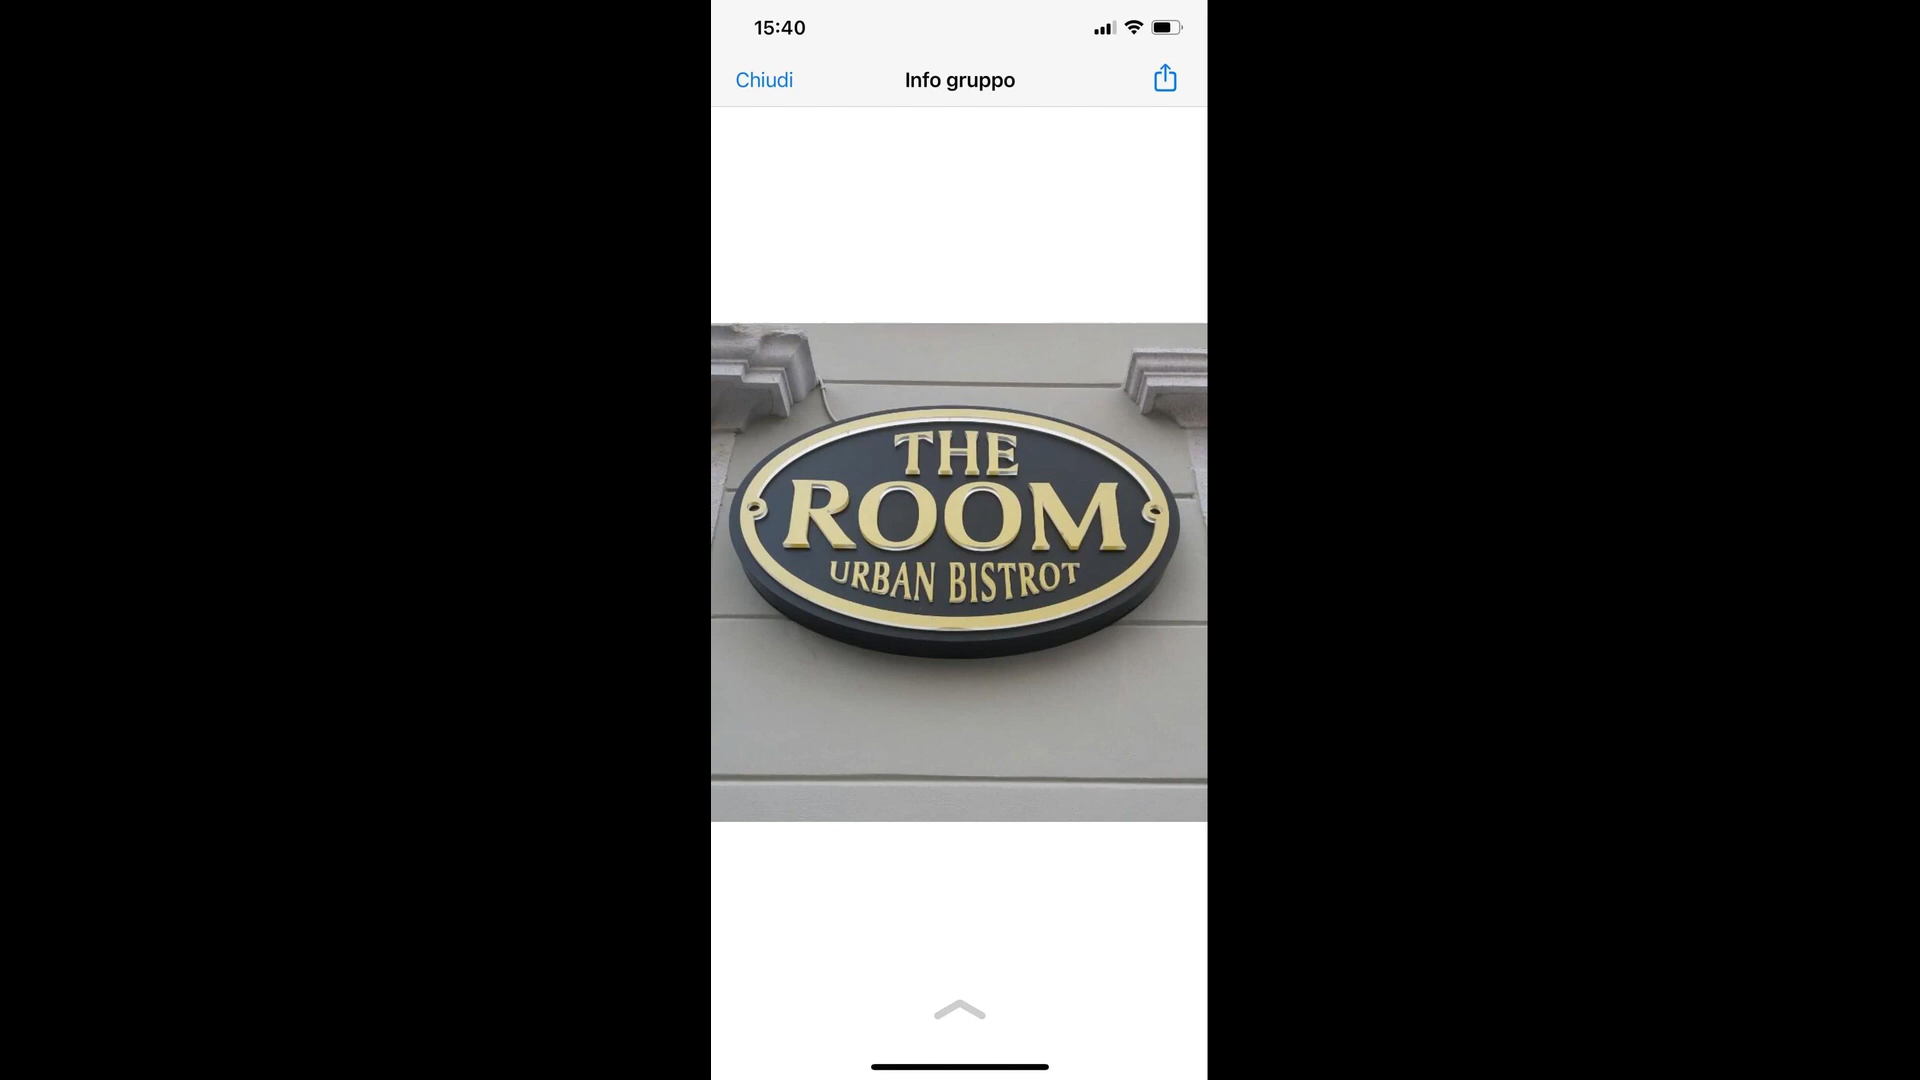 15:40
Chiudi Info gruppo
THE
ROOM
URBAN BISTROT